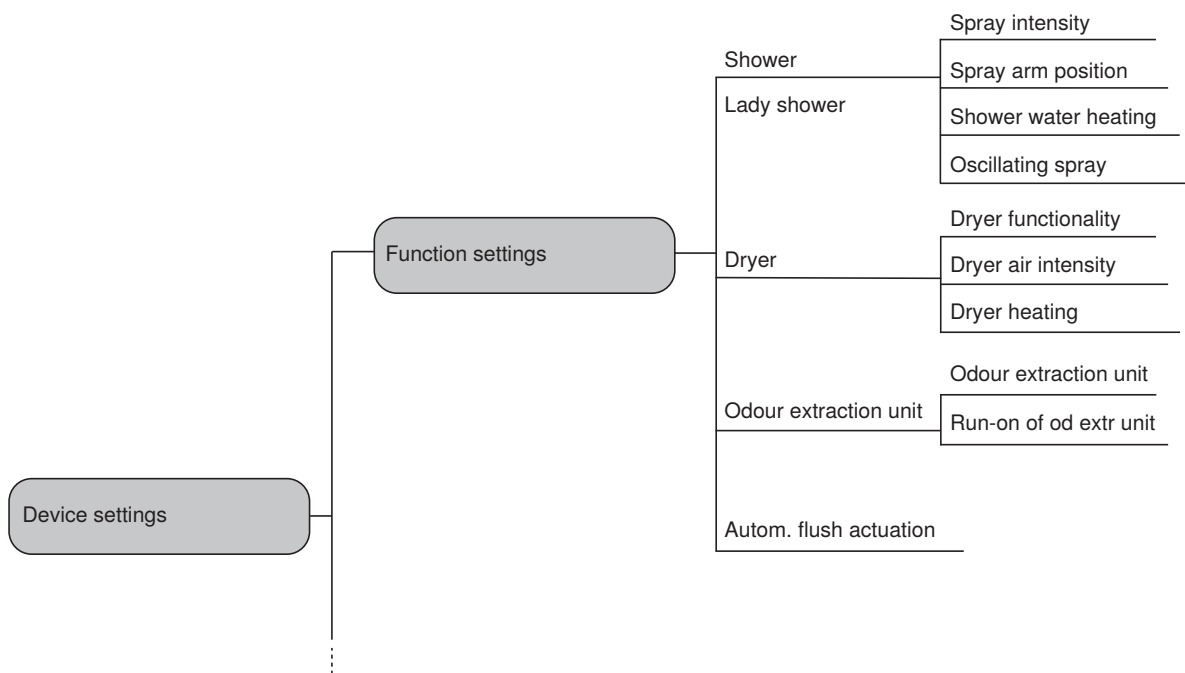 Spray intensity
Shower
Spray arm position
Lady shower
Shower water heating
Oscillating spray
Function settings
Dryer functionality
Dryer
Dryer air intensity
Dryer heating
Odour extraction unit
Odour extraction unit
Run-on of od extr unit
Device settings
Autom. flush actuation